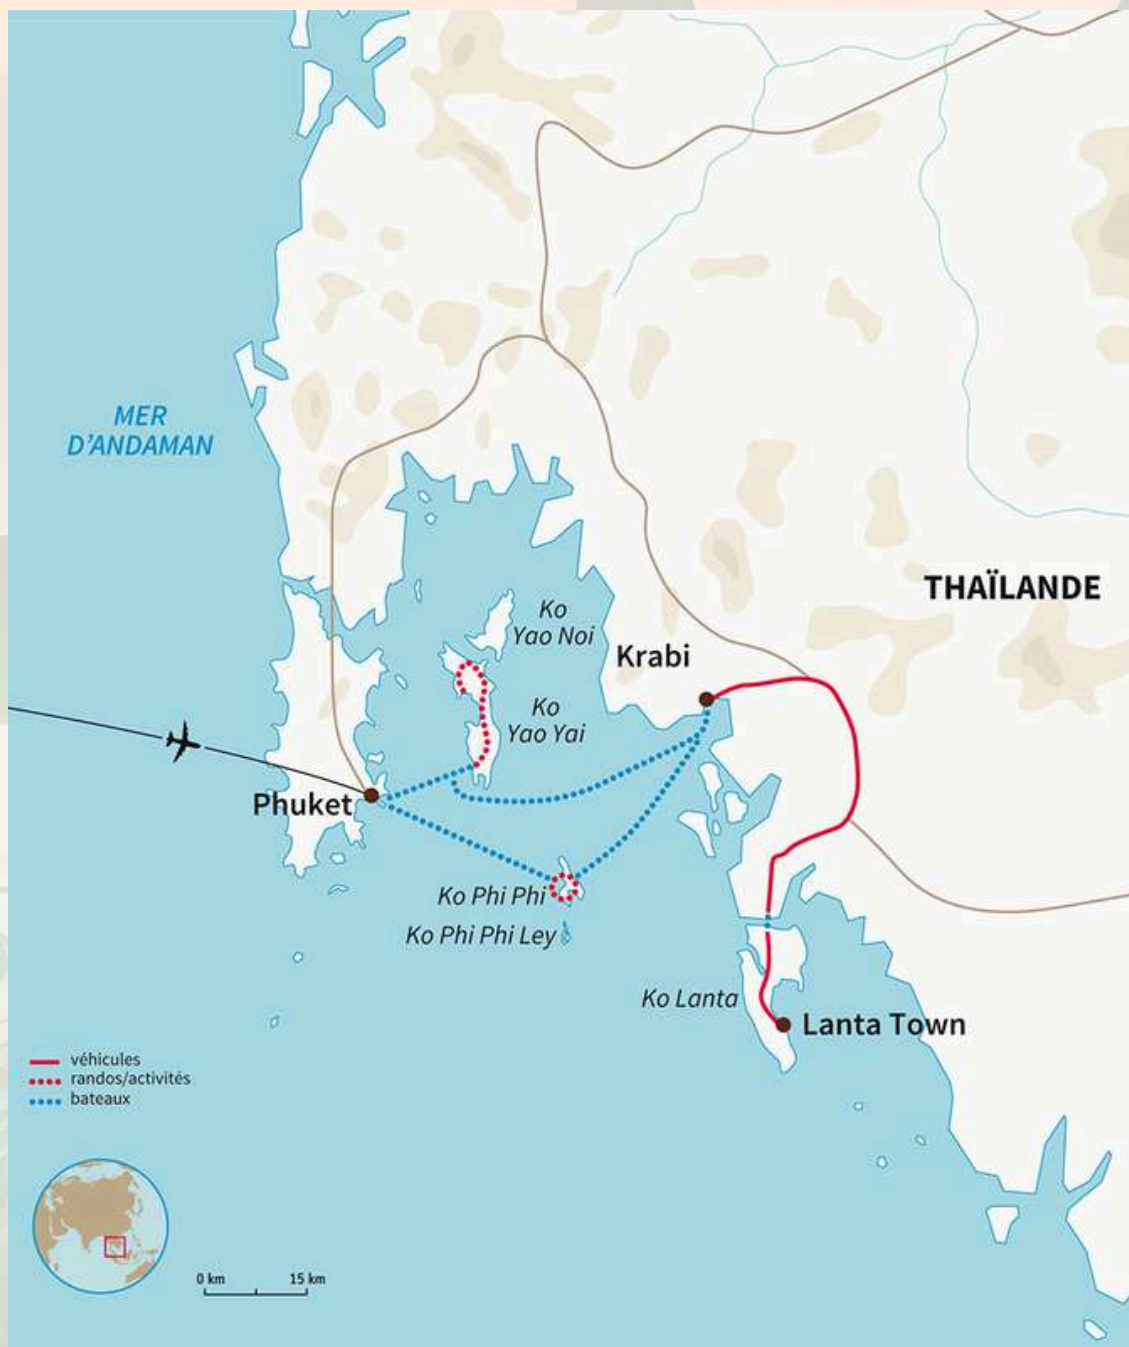 MER
D'ANDAMAN
THAÏLANDE
Ko
Yao Noi
Krabi
Ko
Yao Yai
Phuket
Ko Phi Phi
Ko Phi Phi Ley
Ko Lanta
Lanta Town
véhicules
randos/activités
bateaux
0 km
15 km